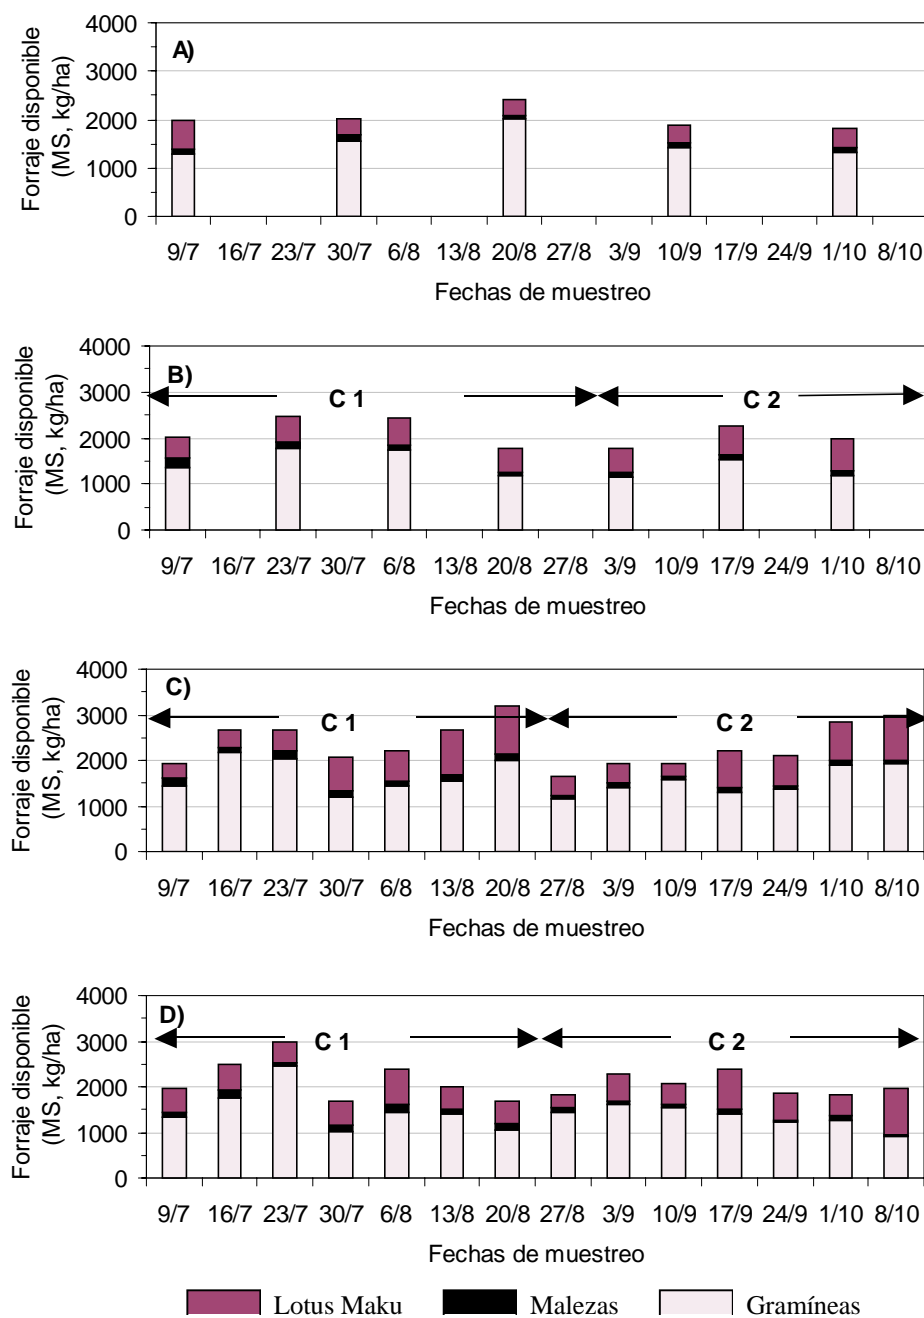 4000
A)
3000
2000
1000
0
Forraje disponible
(MS, kg/ha)
9/7 16/7 23/7 30/7 6/8 13/8 20/8 27/8 3/9 10/9 17/9 24/9 1/10 8/10
Fechas de muestreo
4000
B)
3000
C 1 C 2
2000
1000
0
Forraje disponible
(MS, kg/ha)
9/7 16/7 23/7 30/7 6/8 13/8 20/8 27/8 3/9 10/9 17/9 24/9 1/10 8/10
Fechas de muestreo
4000
C)
3000
C 1 C 2
2000
1000
0
Forraje disponible
(MS, kg/ha)
9/7 16/7 23/7 30/7 6/8 13/8 20/8 27/8 3/9 10/9 17/9 24/9 1/10 8/10
Fechas de muestreo
4000
D)
3000
C 1 C 2
2000
1000
0
Forraje disponible
(MS, kg/ha)
9/7 16/7 23/7 30/7 6/8 13/8 20/8 27/8 3/9 10/9 17/9 24/9 1/10 8/10
Fechas de muestreo
Lotus Maku Malezas Gramíneas